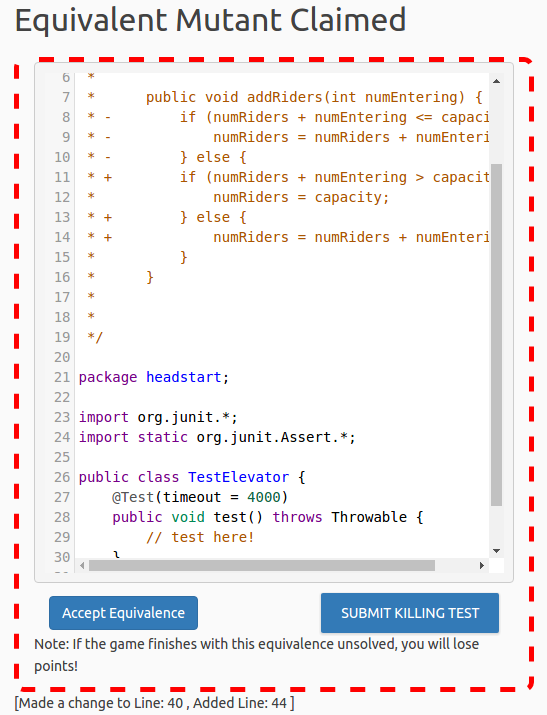 Equivalent Mutant Claimed
6 *
7 * public void addRiders(int numEntering) {
8 * - if (numRiders + numEntering <= capaci
9 * - numRiders = numRiders + numEnteri
10 * - } else {
11 * + if (numRiders + numEntering > capacit
12 * numRiders = capacity;
13 * + } else {
14 * + numRiders = numRiders + numEnteri
15 * }
16 * }
17 *
18 *
19 */
20
21 package headstart;
22
23 import org.junit.*;
24 import static org.junit.Assert.*;
25
26 public class TestElevator {
27 @Test(timeout = 4000)
28 public void test() throws Throwable {
29 // test here!
30 }
Accept Equivalence
SUBMIT KILLING TEST
Note: If the game finishes with this equivalence unsolved, you will lose
points!
[Made a change to Line: 40 , Added Line: 44 ]